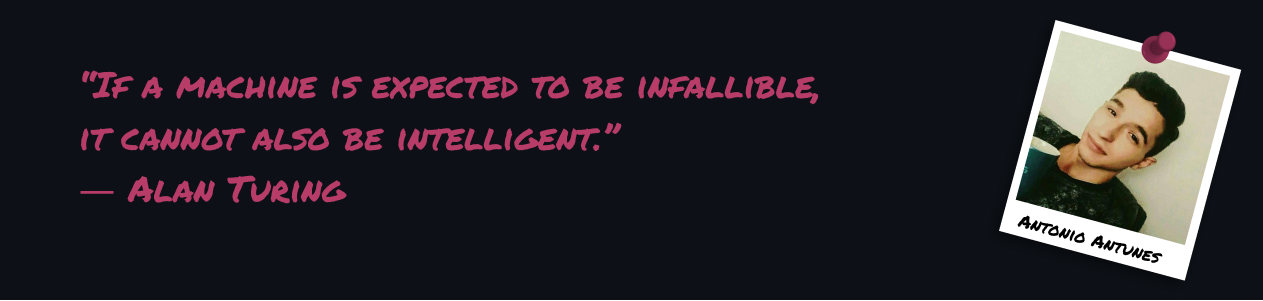 "If a machine is expected to be infallible,
it cannot also be intelligent."
— Alan Turing
Antonio Antunes